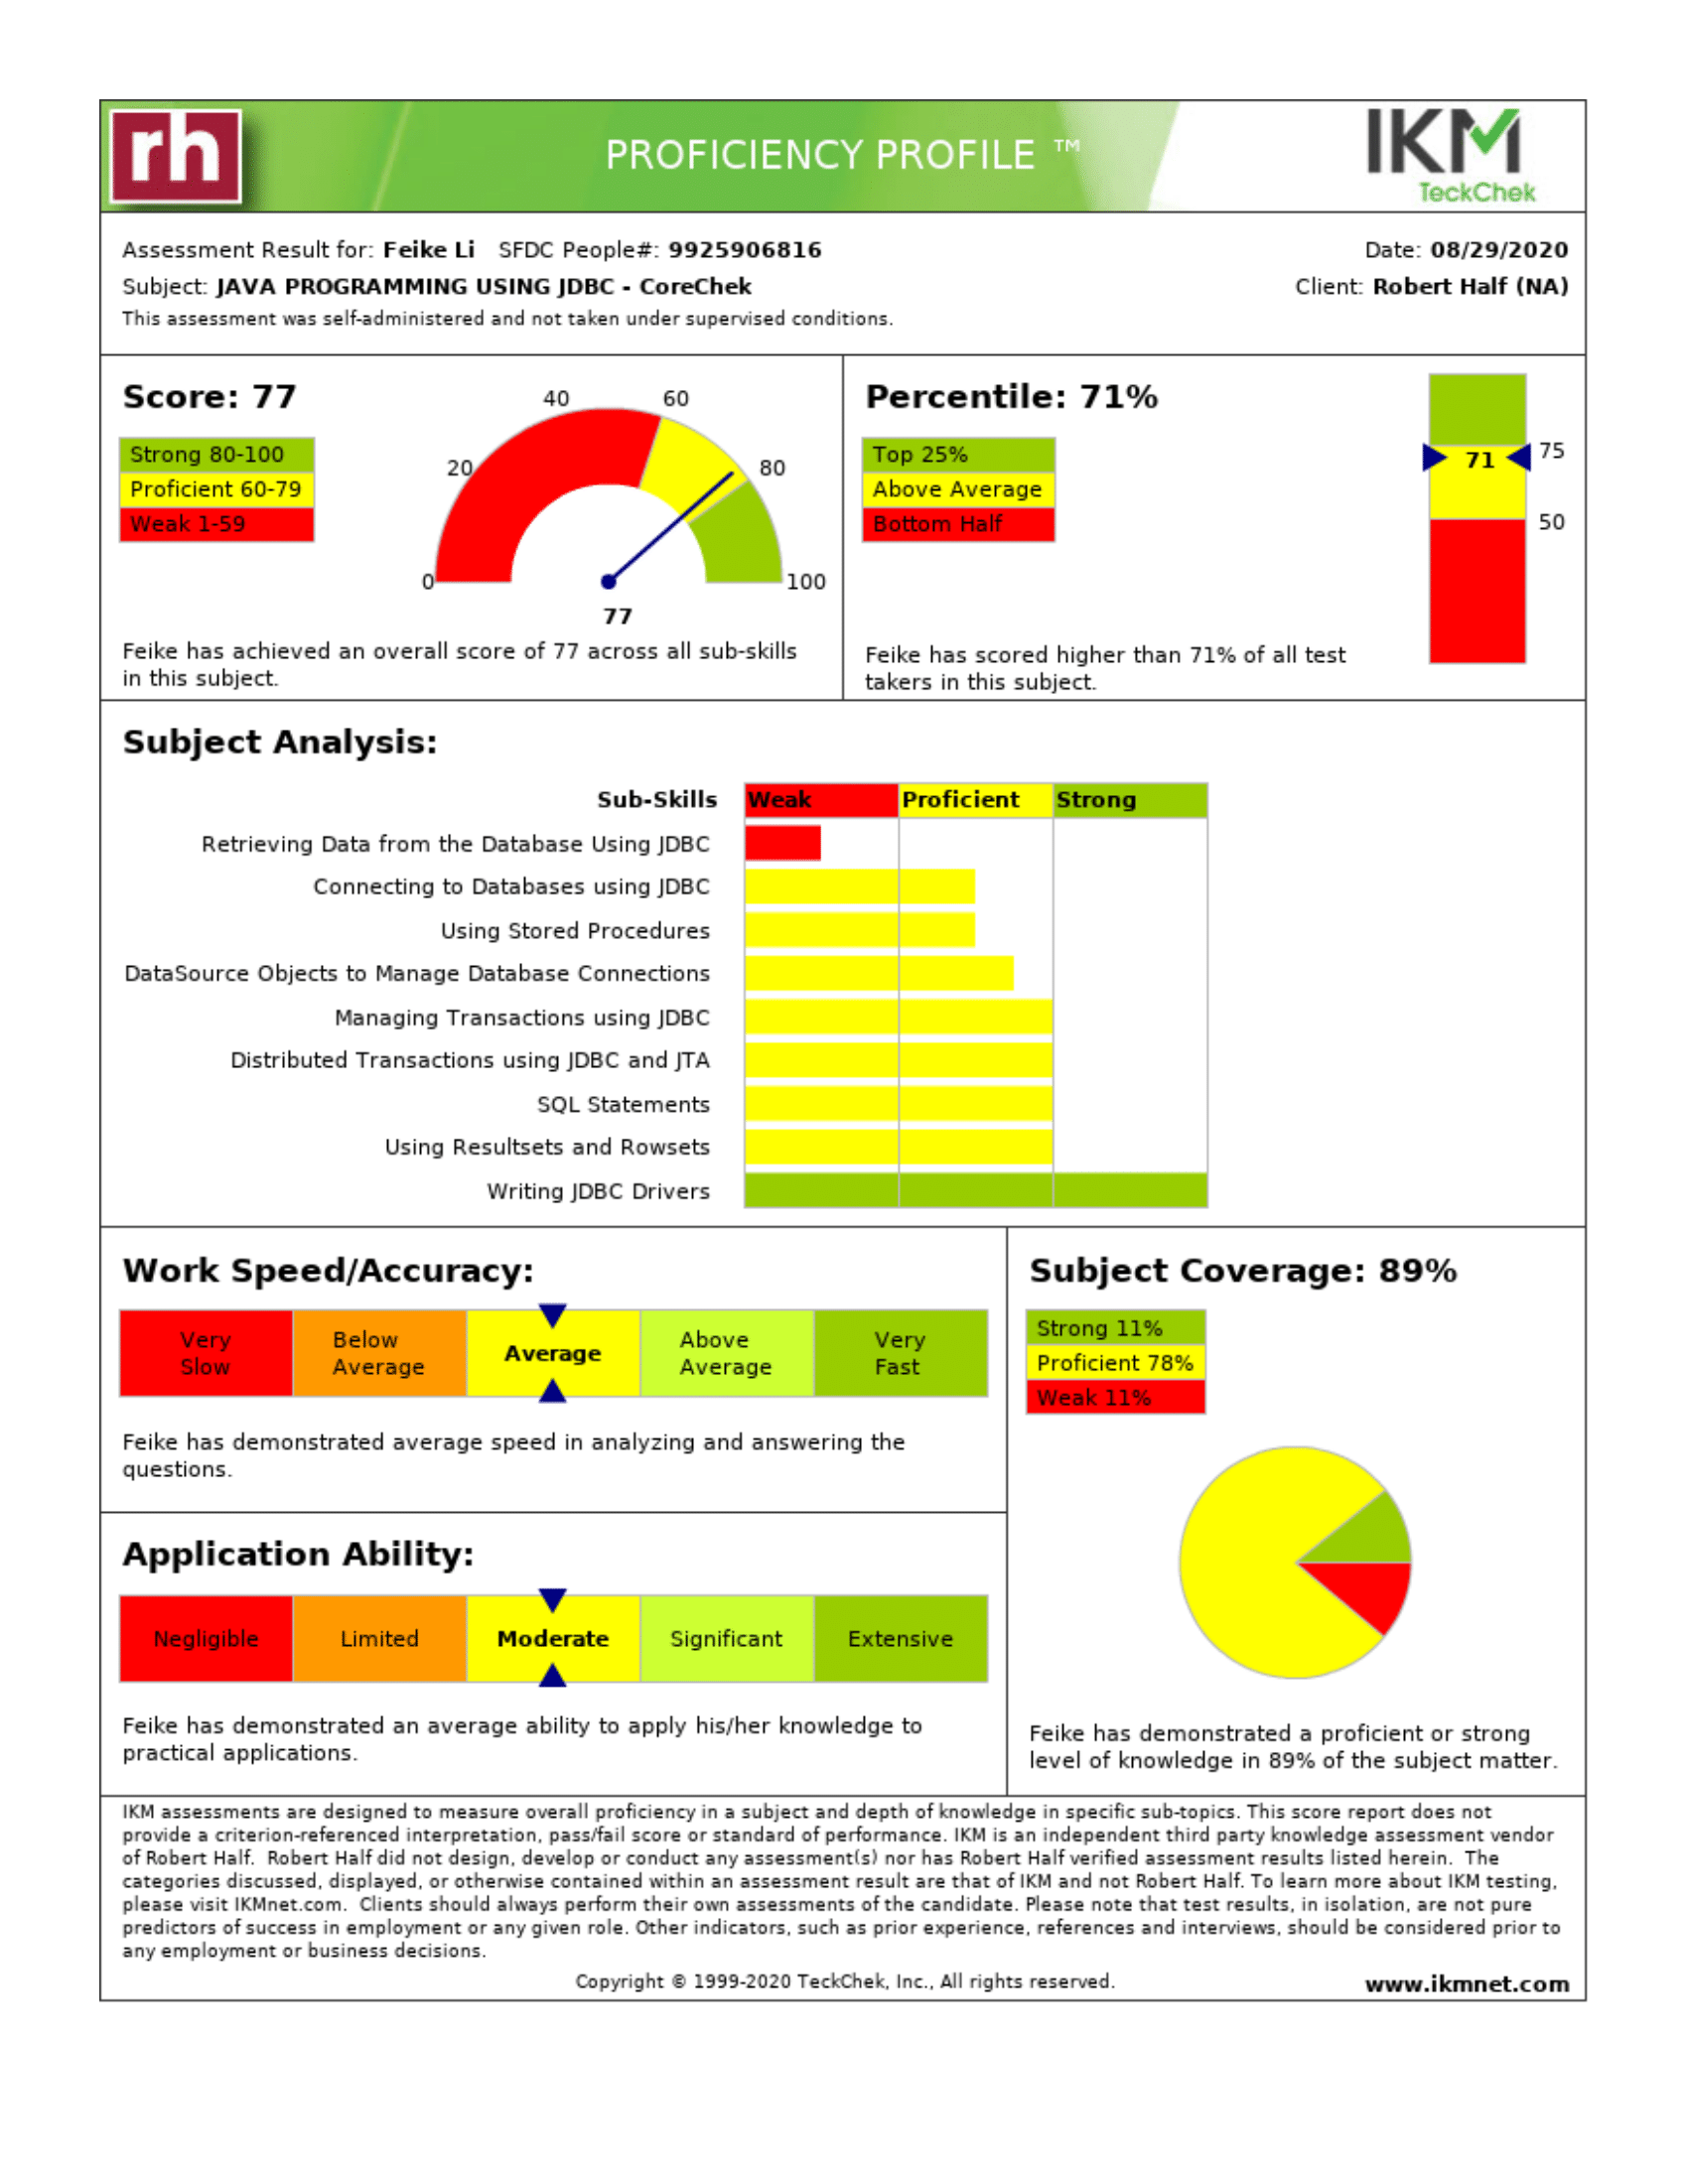 rh
PROFICIENCY PROFILE ™
IKM
TeckChek
Assessment Result for: Feike Li SFDC People#: 9925906816
Date: 08/29/2020
Subject: JAVA PROGRAMMING USING JDBC - CoreChek
Client: Robert Half (NA)
This assessment was self-administered and not taken under supervised conditions.
Score: 77
Strong 80-100
Proficient 60-79
Weak 1-59
0
20
40
60
80
100
77
Feike has achieved an overall score of 77 across all sub-skills
in this subject.
Percentile: 71%
Top 25%
Above Average
Bottom Half
71
75
50
Feike has scored higher than 71% of all test
takers in this subject.
Subject Analysis:
Sub-Skills Weak Proficient Strong
Retrieving Data from the Database Using JDBC
Connecting to Databases using JDBC
Using Stored Procedures
DataSource Objects to Manage Database Connections
Managing Transactions using JDBC
Distributed Transactions using JDBC and JTA
SQL Statements
Using Resultsets and Rowsets
Writing JDBC Drivers
Work Speed/Accuracy:
Very
Slow
Below
Average
Average
Above
Average
Very
Fast
Feike has demonstrated average speed in analyzing and answering the
questions.
Application Ability:
Negligible
Limited
Moderate
Significant
Extensive
Feike has demonstrated an average ability to apply his/her knowledge to
practical applications.
Subject Coverage: 89%
Strong 11%
Proficient 78%
Weak 11%
Feike has demonstrated a proficient or strong
level of knowledge in 89% of the subject matter.
IKM assessments are designed to measure overall proficiency in a subject and depth of knowledge in specific sub-topics. This score report does not
provide a criterion-referenced interpretation, pass/fail score or standard of performance. IKM is an independent third party knowledge assessment vendor
of Robert Half. Robert Half did not design, develop or conduct any assessment(s) nor has Robert Half verified assessment results listed herein. The
categories discussed, displayed, or otherwise contained within an assessment result are that of IKM and not Robert Half. To learn more about IKM testing,
please visit IKMnet.com. Clients should always perform their own assessments of the candidate. Please note that test results, in isolation, are not pure
predictors of success in employment or any given role. Other indicators, such as prior experience, references and interviews, should be considered prior to
any employment or business decisions.
Copyright © 1999-2020 TeckChek, Inc., All rights reserved.
www.ikmnet.com